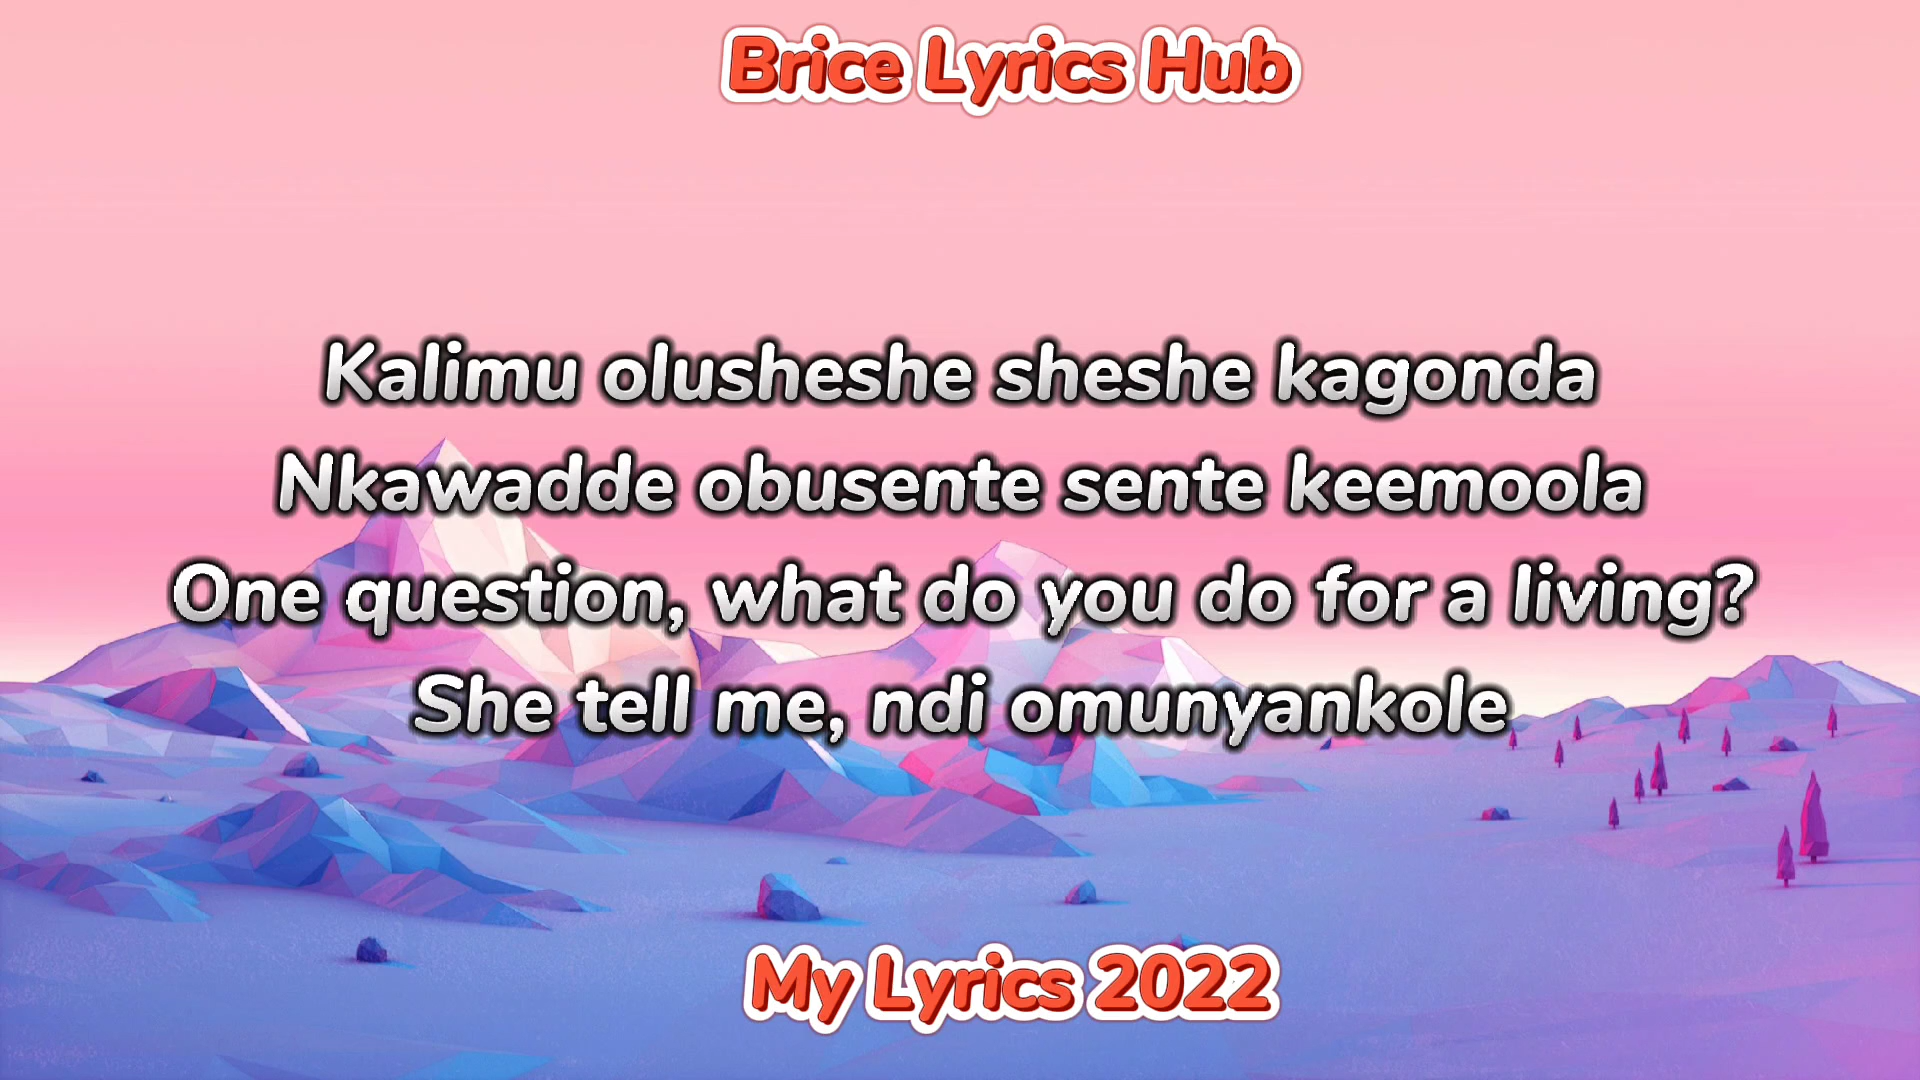 Brice Lyrics Hub
Kalimu olusheshe sheshe kagonda
Nkawadde obusente sente keemoola
One question, what do you do for a living?
She tell me, ndi omunyankole
My Lyrics 2022